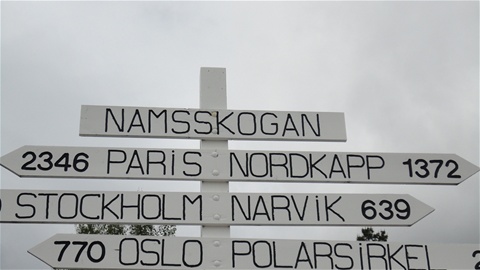 NAMSSKOGAN
2346 PARiS NORDKAPP 1372
STOCKHOLM NARViK 639
770 OSLO POLARSiRKEL